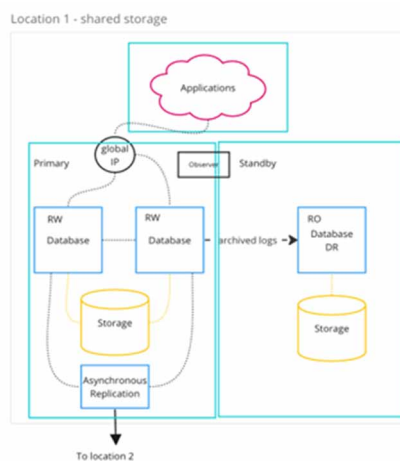 Location 1 - shared storage
Applications
global
IP
Observer
Primary
Standby
RW
Database
RW
Database
archived logs
RO
Database
DR
Storage
Storage
Asynchronous
Replication
To location 2